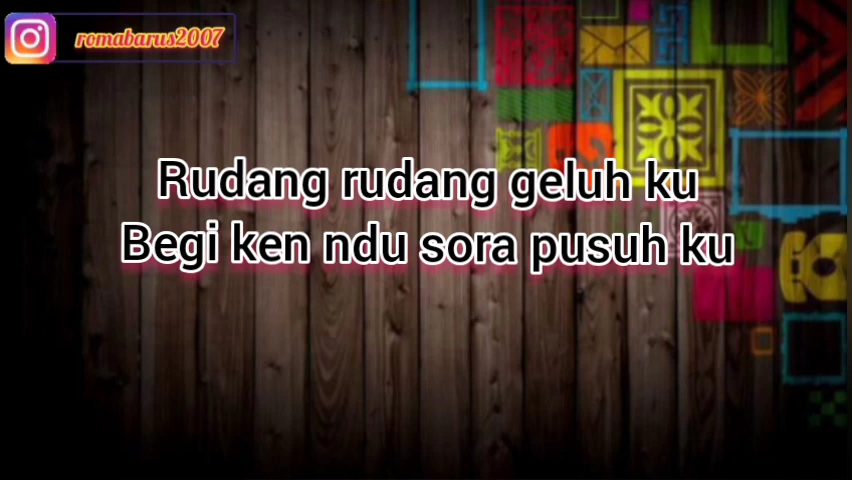 romabarus2007
Rudang rudang geluh ku
Begi ken ndu sora pusuh ku